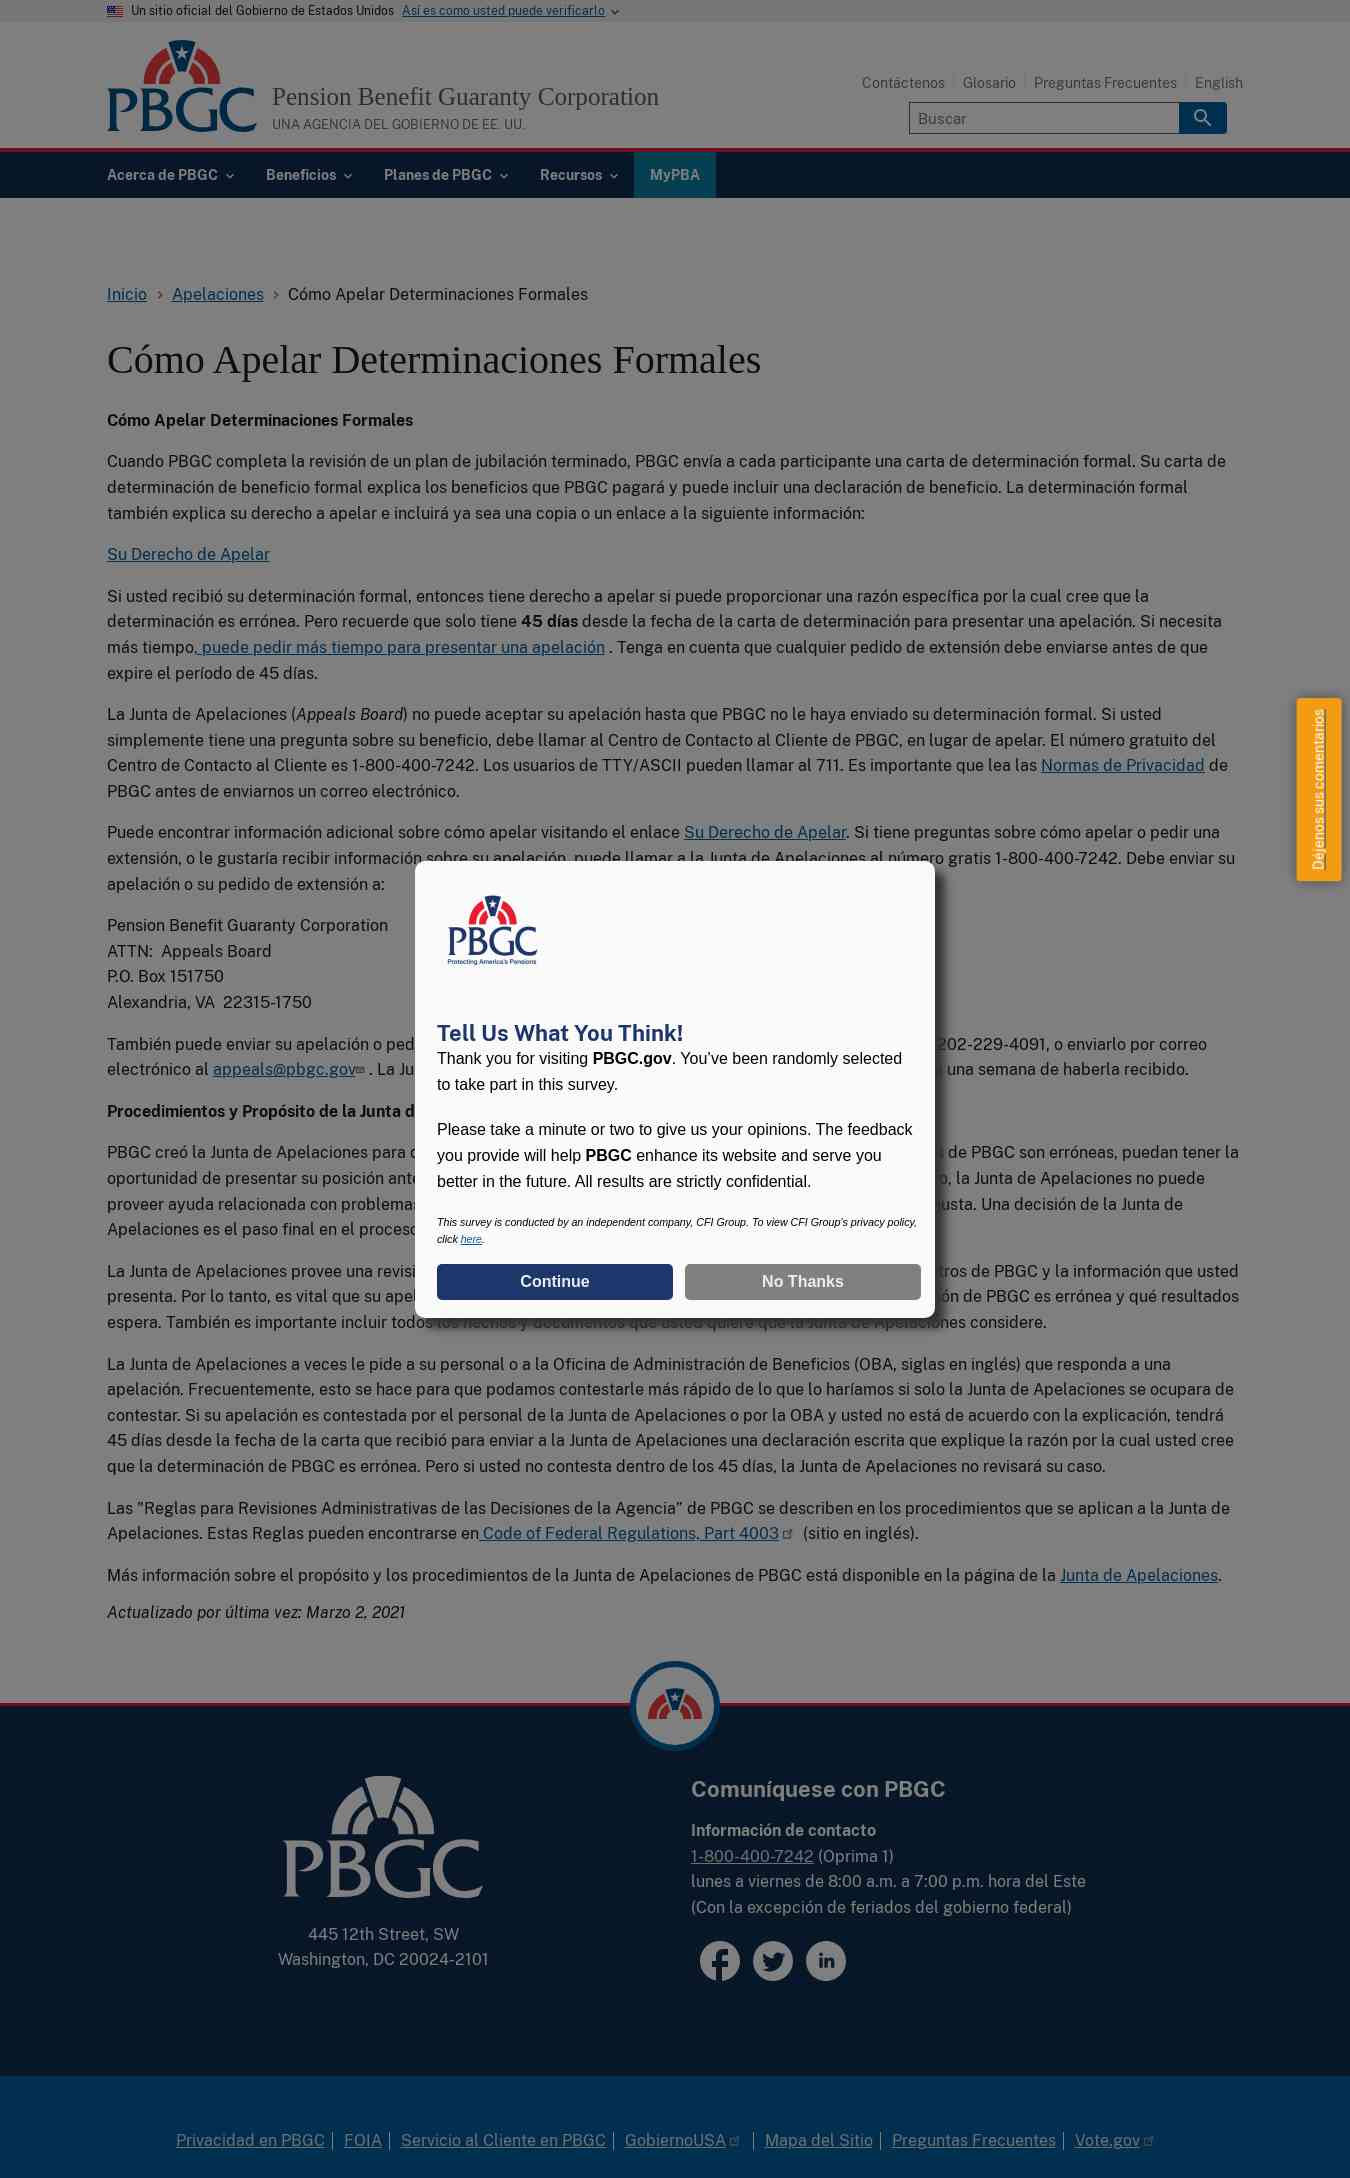 Un sitio oficial del Gobierno de Estados Unidos Así es como usted puede verificarlo
PBGC
Pension Benefit Guaranty Corporation
UNA AGENCIA DEL GOBIERNO DE EE. UU.
Contáctenos Glosario Preguntas Frecuentes English
Buscar
Acerca de PBGC Beneficios Planes de PBGC Recursos MyPBA
Inicio Apelaciones Cómo Apelar Determinaciones Formales
Cómo Apelar Determinaciones Formales
Cómo Apelar Determinaciones Formales
Cuando PBGC completa la revisión de un plan de jubilación terminado, PBGC envía a cada participante una carta de determinación formal. Su carta de
determinación de beneficio formal explica los beneficios que PBGC pagará y puede incluir una declaración de beneficio. La determinación formal
también explica su derecho a apelar e incluirá ya sea una copia o un enlace a la siguiente información:
Su Derecho de Apelar
Si usted recibió su determinación formal, entonces tiene derecho a apelar si puede proporcionar una razón específica por la cual cree que la
determinación es errónea. Pero recuerde que solo tiene 45 días desde la fecha de la carta de determinación para presentar una apelación. Si necesita
más tiempo, puede pedir más tiempo para presentar una apelación . Tenga en cuenta que cualquier pedido de extensión debe enviarse antes de que
expire el período de 45 días.
La Junta de Apelaciones (Appeals Board) no puede aceptar su apelación hasta que PBGC no le haya enviado su determinación formal. Si usted
simplemente tiene una pregunta sobre su beneficio, debe llamar al Centro de Contacto al Cliente de PBGC, en lugar de apelar. El número gratuito del
Centro de Contacto al Cliente es 1-800-400-7242. Los usuarios de TTY/ASCII pueden llamar al 711. Es importante que lea las Normas de Privacidad de
PBGC antes de enviarnos un correo electrónico.
Puede encontrar información adicional sobre cómo apelar visitando el enlace Su Derecho de Apelar. Si tiene preguntas sobre cómo apelar o pedir una
extensión, o le gustaría recibir información sobre su apelación, puede llamar a la Junta de Apelaciones al número gratis 1-800-400-7242. Debe enviar su
apelación o su pedido de extensión a:
Pension Benefit Guaranty Corporation
ATTN: Appeals Board
P.O. Box 151750
Alexandria, VA 22315-1750
También puede enviar su apelación o ped 202-229-4091, o enviarlo por correo
electrónico al appeals@pbgc.gov . La Ju una semana de haberla recibido.
Procedimientos y Propósito de la Junta d
PBGC creó la Junta de Apelaciones para de PBGC son erróneas, puedan tener la
oportunidad de presentar su posición ante , la Junta de Apelaciones no puede
proveer ayuda relacionada con problemas usta. Una decisión de la Junta de
Apelaciones es el paso final en el proceso
La Junta de Apelaciones provee una revisi tros de PBGC y la información que usted
presenta. Por lo tanto, es vital que su apel ón de PBGC es errónea y qué resultados
espera. También es importante incluir todos los hechos y documentos que usted quiere que la Junta de Apelaciones considere.
La Junta de Apelaciones a veces le pide a su personal o a la Oficina de Administración de Beneficios (OBA, siglas en inglés) que responda a una
apelación. Frecuentemente, esto se hace para que podamos contestarle más rápido de lo que lo haríamos si solo la Junta de Apelaciones se ocupara de
contestar. Si su apelación es contestada por el personal de la Junta de Apelaciones o por la OBA y usted no está de acuerdo con la explicación, tendrá
45 días desde la fecha de la carta que recibió para enviar a la Junta de Apelaciones una declaración escrita que explique la razón por la cual usted cree
que la determinación de PBGC es errónea. Pero si usted no contesta dentro de los 45 días, la Junta de Apelaciones no revisará su caso.
Las "Reglas para Revisiones Administrativas de las Decisiones de la Agencia" de PBGC se describen en los procedimientos que se aplican a la Junta de
Apelaciones. Estas Reglas pueden encontrarse en Code of Federal Regulations, Part 4003 (sitio en inglés).
Más información sobre el propósito y los procedimientos de la Junta de Apelaciones de PBGC está disponible en la página de la Junta de Apelaciones.
Actualizado por última vez: Marzo 2, 2021
Déjenos sus comentarios
PBGC
Protecting America's Pensions
Tell Us What You Think!
Thank you for visiting PBGC.gov. You've been randomly selected
to take part in this survey.
Please take a minute or two to give us your opinions. The feedback
you provide will help PBGC enhance its website and serve you
better in the future. All results are strictly confidential.
This survey is conducted by an independent company, CFI Group. To view CFI Group's privacy policy,
click here.
Continue No Thanks
PBGC
445 12th Street, SW
Washington, DC 20024-2101
Comuníquese con PBGC
Información de contacto
1-800-400-7242 (Oprima 1)
lunes a viernes de 8:00 a.m. a 7:00 p.m. hora del Este
(Con la excepción de feriados del gobierno federal)
Privacidad en PBGC FOIA Servicio al Cliente en PBGC GobiernoUSA Mapa del Sitio Preguntas Frecuentes Vote.gov